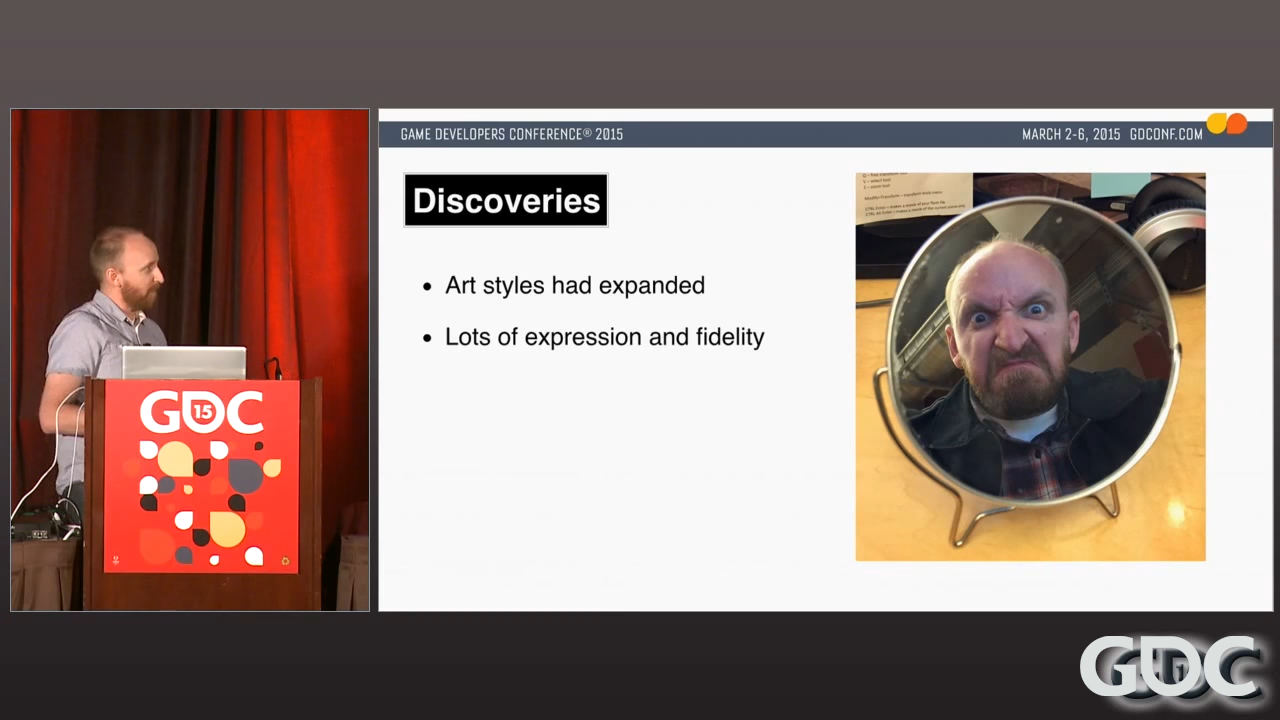 GAME DEVELOPERS CONFERENCE® 2015
MARCH 2-6, 2015 GDCONF.COM
Discoveries
• Art styles had expanded
• Lots of expression and fidelity
GDC
15
GDC